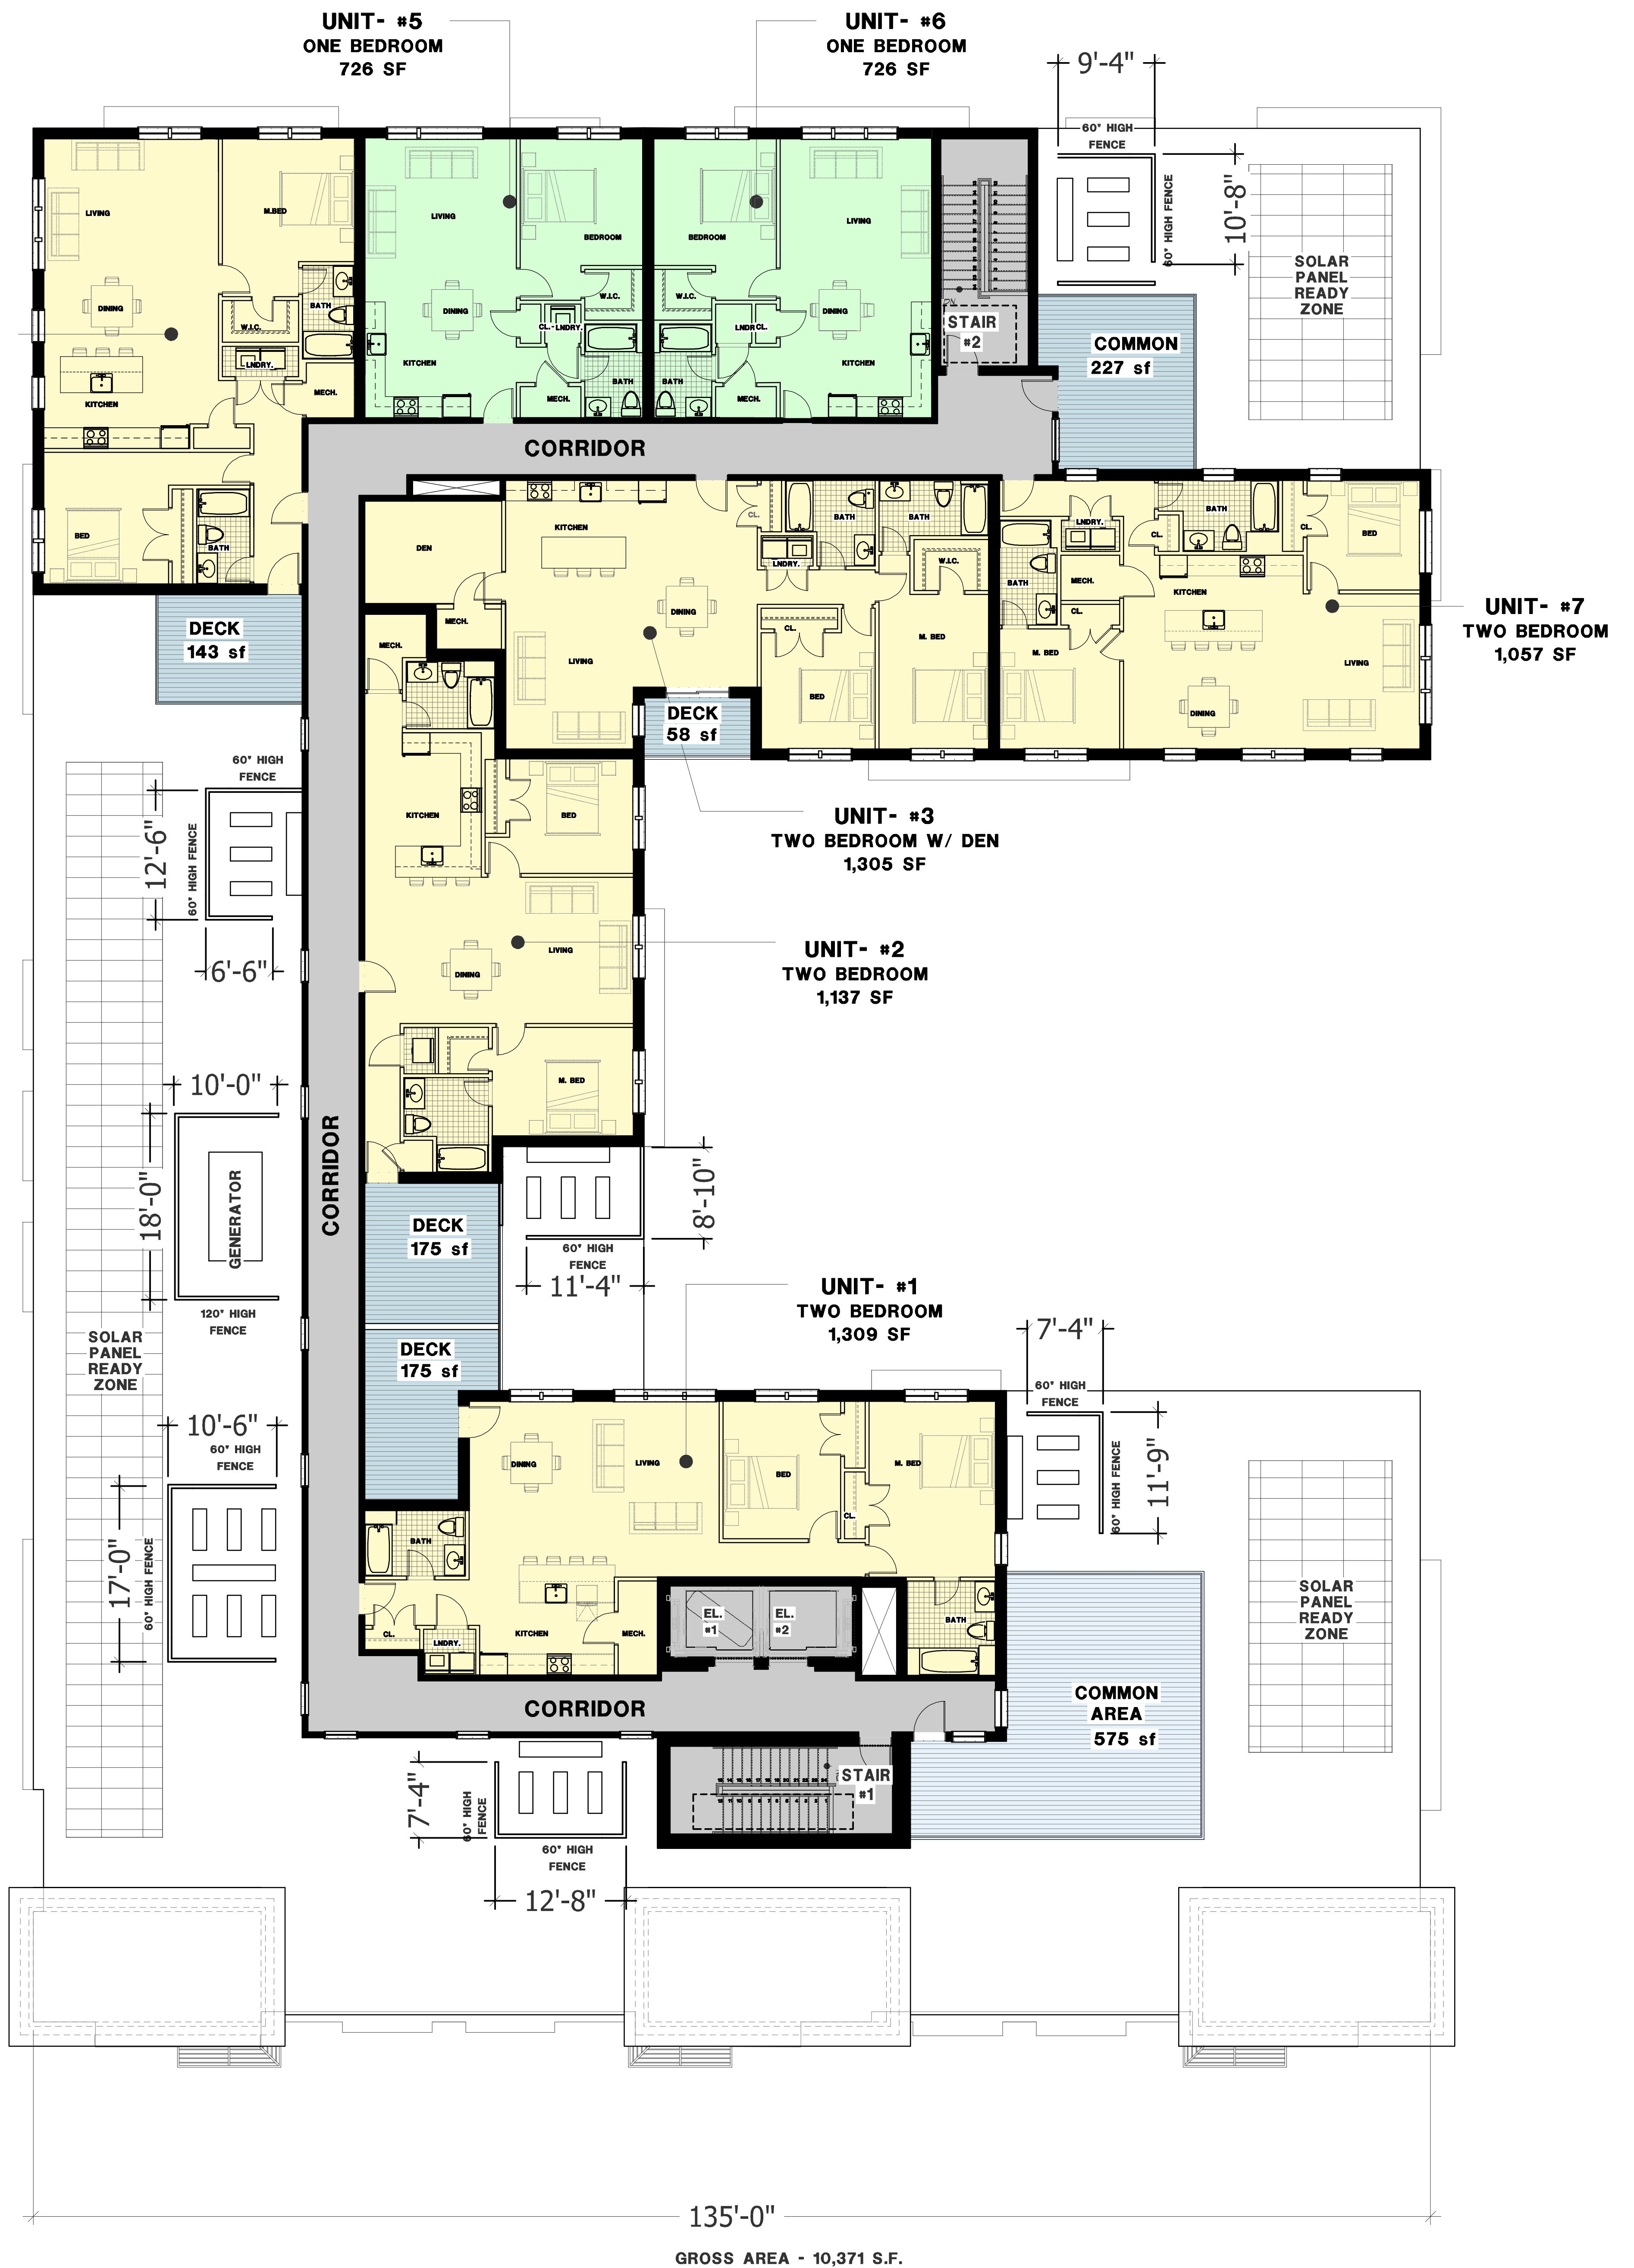 UNIT- #5
ONE BEDROOM
726 SF
UNIT- #6
ONE BEDROOM
726 SF
9'-4"
60" HIGH
FENCE
60" HIGH FENCE
10'-8"
SOLAR
PANEL
READY
ZONE
LIVING
M.BED
DINING
BATH
W.I.C.
LNDRY.
MECH.
KITCHEN
BED
BATH
LIVING
BEDROOM
W.I.C.
DINING
CL.
LNDRY.
KITCHEN
MECH.
BATH
BEDROOM
LIVING
W.I.C.
DINING
LNDR
CL.
KITCHEN
BATH
MECH.
DN
STAIR
#2
COMMON
227 sf
CORRIDOR
DECK
143 sf
DEN
MECH.
KITCHEN
CL.
BATH
BATH
LNDRY.
W.I.C.
DINING
CL.
M. BED
LIVING
BED
DECK
58 sf
LNDRY.
BATH
CL.
CL.
BED
BATH
MECH.
KITCHEN
CL.
M. BED
LIVING
DINING
UNIT- #7
TWO BEDROOM
1,057 SF
UNIT- #3
TWO BEDROOM W/ DEN
1,305 SF
MECH.
KITCHEN
BED
LIVING
DINING
M. BED
UNIT- #2
TWO BEDROOM
1,137 SF
60" HIGH
FENCE
12'-6"
60" HIGH FENCE
6'-6"
10'-0"
18'-0"
GENERATOR
120" HIGH
FENCE
CORRIDOR
SOLAR
PANEL
READY
ZONE
10'-6"
60" HIGH
FENCE
17'-0"
60" HIGH FENCE
DECK
175 sf
DECK
175 sf
8'-10"
60" HIGH
FENCE
11'-4"
UNIT- #1
TWO BEDROOM
1,309 SF
7'-4"
60" HIGH
FENCE
60" HIGH FENCE
11'-9"
DINING
LIVING
BED
M. BED
CL.
BATH
CL.
LNDRY.
KITCHEN
MECH.
EL.
#1
EL.
#2
BATH
SOLAR
PANEL
READY
ZONE
COMMON
AREA
575 sf
CORRIDOR
STAIR
#1
7'-4"
60" HIGH
FENCE
60" HIGH
FENCE
12'-8"
135'-0"
GROSS AREA - 10,371 S.F.